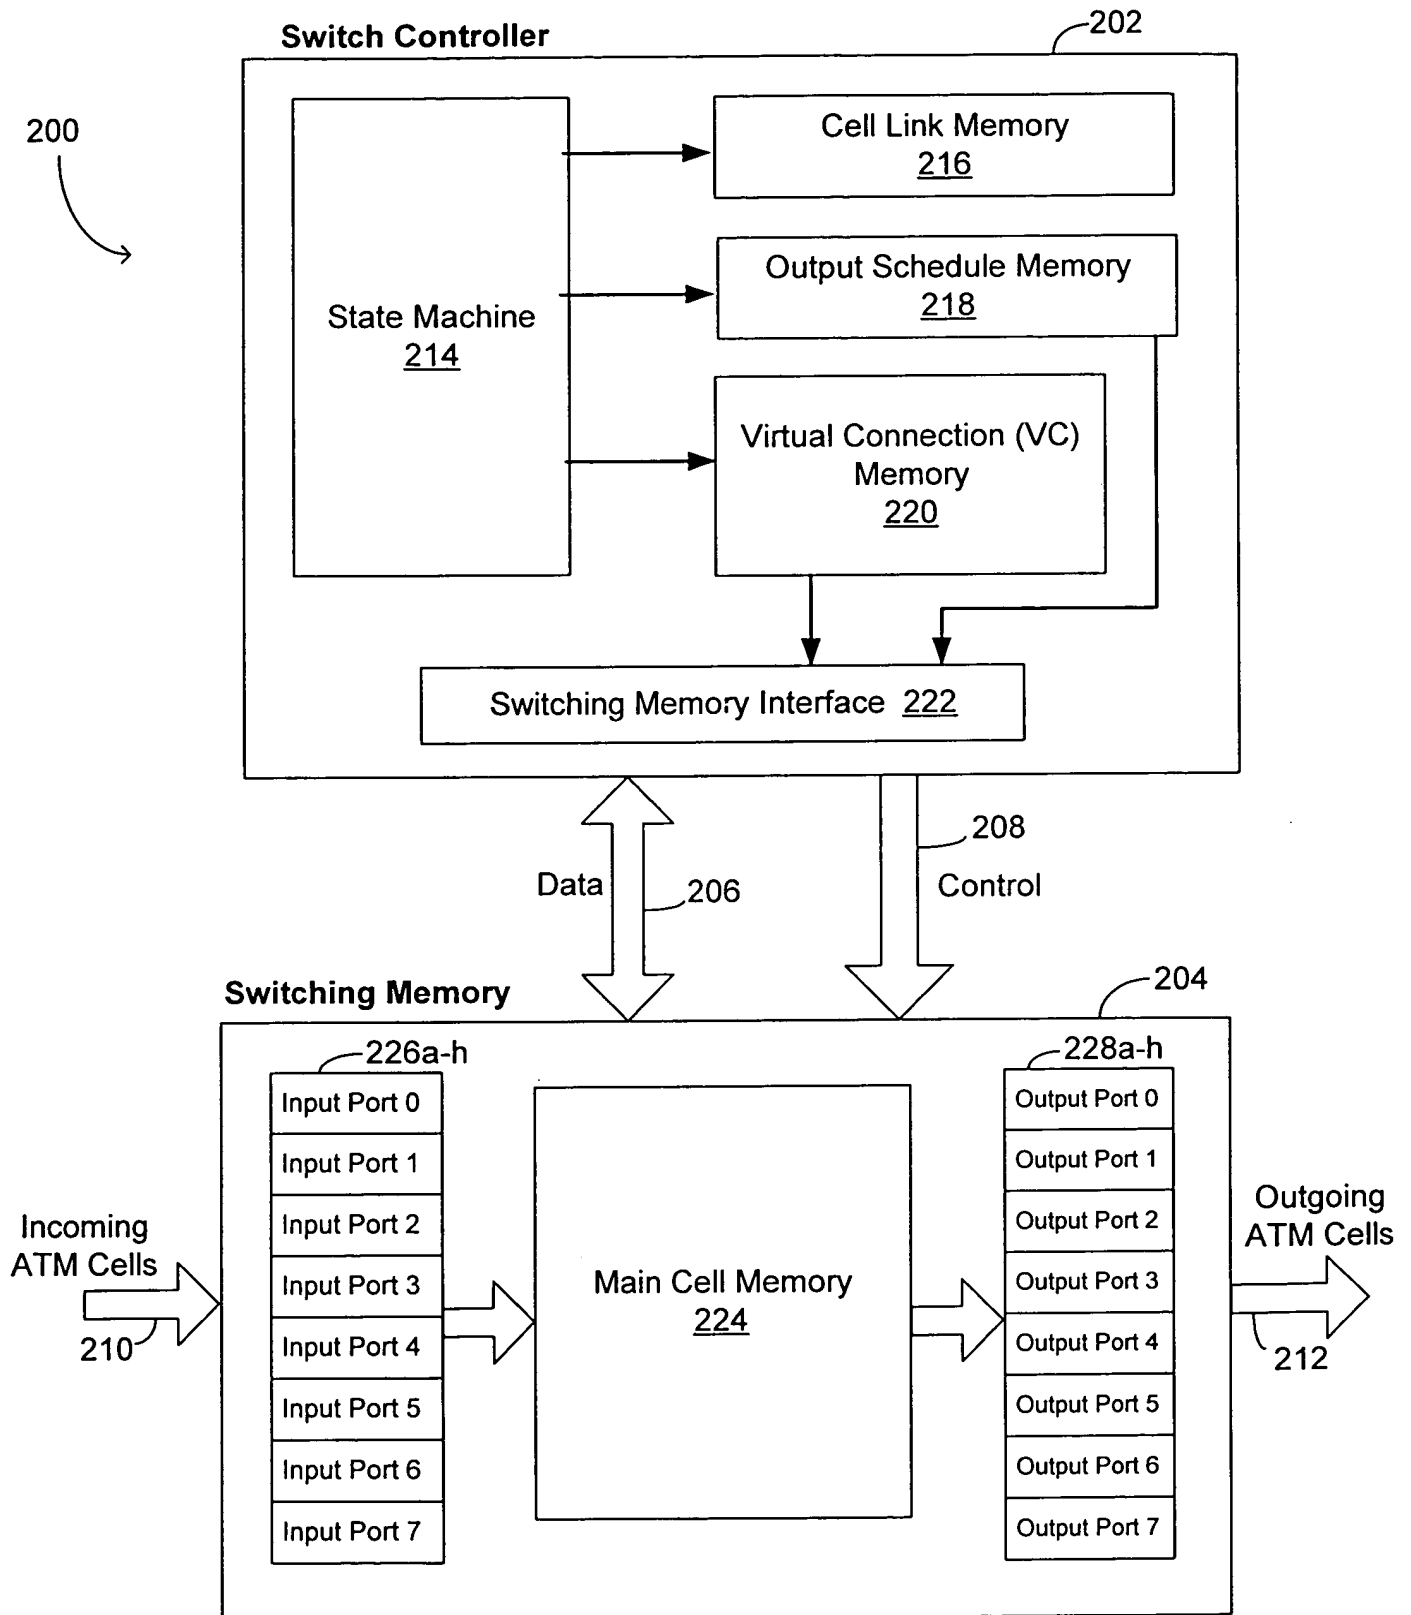 Switch Controller
202
200
State Machine
214
Cell Link Memory
216
Output Schedule Memory
218
Virtual Connection (VC)
Memory
220
Switching Memory Interface 222
Data
206
208
Control
Switching Memory
204
226a-h
Input Port 0
Input Port 1
Input Port 2
Input Port 3
Input Port 4
Input Port 5
Input Port 6
Input Port 7
Main Cell Memory
224
228a-h
Output Port 0
Output Port 1
Output Port 2
Output Port 3
Output Port 4
Output Port 5
Output Port 6
Output Port 7
Incoming
ATM Cells
210
Outgoing
ATM Cells
212